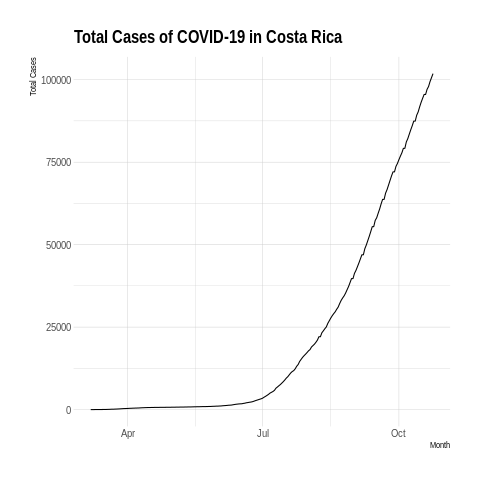 Total Cases of COVID-19 in Costa Rica
Total Cases
100000
75000
50000
25000
0
Apr Jul Oct
Month